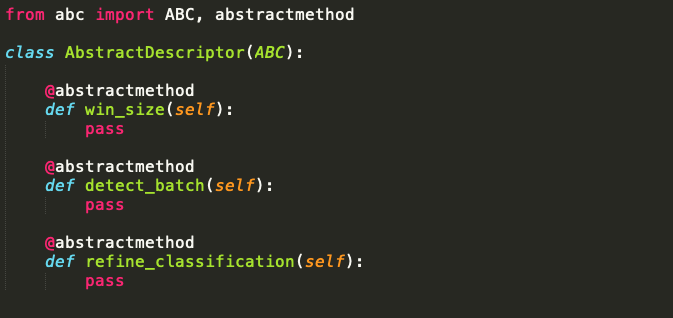 from abc import ABC, abstractmethod
class AbstractDescriptor(ABC):
@abstractmethod
def win_size(self):
pass
@abstractmethod
def detect_batch(self):
pass
@abstractmethod
def refine_classification(self):
pass